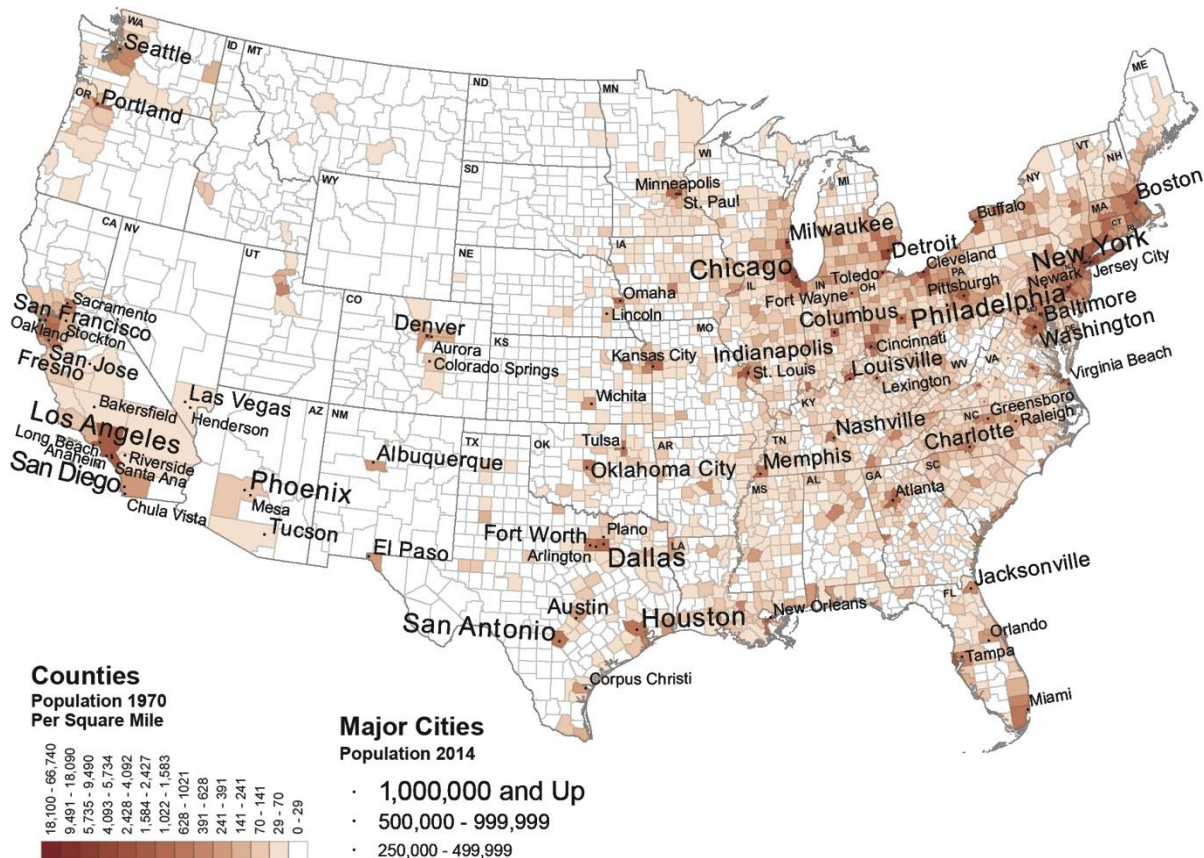 WA
Seattle
ID
MT
ND
MN
ME
OR
Portland
WI
VT
NH
SD
Minneapolis
St. Paul
MI
NY
Buffalo
MA
Boston
WY
CT
RI
CA
NV
IA
Milwaukee
Detroit
Cleveland
New York
UT
NE
Chicago
IL
IN
Toledo
OH
PA
NJ
Newark
Jersey City
Omaha
Fort Wayne
Pittsburgh
Philadelphia
Sacramento
San Francisco
Oakland
Stockton
CO
Lincoln
MO
Columbus
MD
DE
Baltimore
Washington
Denver
Aurora
KS
Kansas City
Indianapolis
Cincinnati
San Jose
Fresno
Colorado Springs
St. Louis
Louisville
WV
VA
Virginia Beach
Las Vegas
Henderson
Wichita
KY
Lexington
Bakersfield
AZ
NM
NC
Greensboro
Raleigh
Los Angeles
TX
OK
Tulsa
AR
TN
Nashville
Charlotte
Long Beach
Anaheim
Riverside
Santa Ana
Albuquerque
Oklahoma City
Memphis
SC
San Diego
Phoenix
Mesa
MS
AL
GA
Atlanta
Chula Vista
Tucson
El Paso
Fort Worth
Plano
Arlington
Dallas
LA
Jacksonville
Austin
Houston
New Orleans
FL
San Antonio
Orlando
Tampa
Corpus Christi
Miami
Counties
Population 1970
Per Square Mile
18,100 - 66,740
9,491 - 18,090
5,735 - 9,490
4,093 - 5,734
2,428 - 4,092
1,584 - 2,427
1,022 - 1,583
628 - 1021
391 - 628
241 - 391
141 - 241
70 - 141
29 - 70
0 - 29
Major Cities
Population 2014
1,000,000 and Up
500,000 - 999,999
250,000 - 499,999